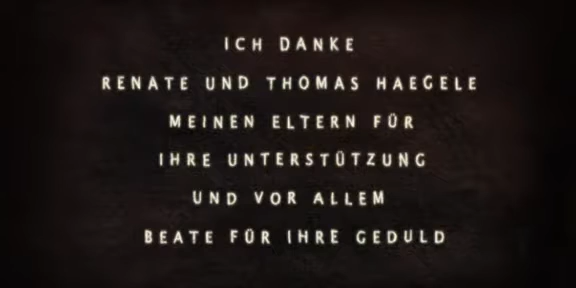 ICH DANKE
RENATE UND THOMAS HAEGELE
MEINEN ELTERN FÜR
IHRE UNTERSTÜTZUNG
UND VOR ALLEM
BEATE FÜR IHRE GEDULD